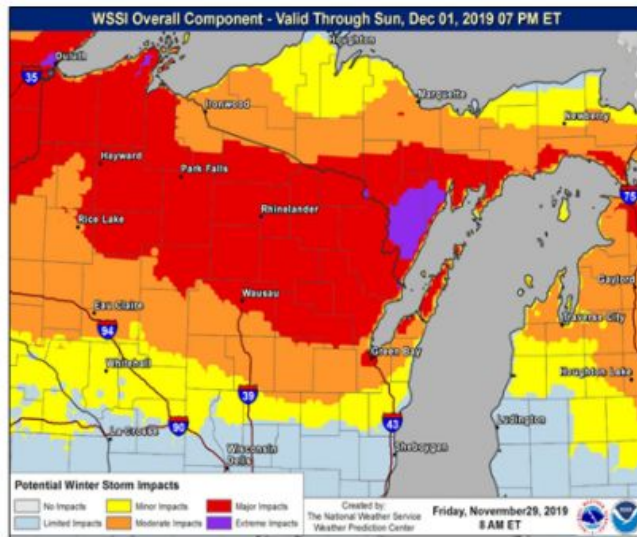 WSSI Overall Component - Valid Through Sun, Dec 01, 2019 07 PM ET
Houghton
Duluth
35
Marquette
Ironwood
Newberry
Hayward
Park Falls
75
Rice Lake
Rhinelander
Gaylord
Wausau
Eau Claire
Traverse City
94
Green Bay
Whitehall
Houghton Lake
39
Ludington
90
43
La Crosse
Wisconsin
Dells
Sheboygan
Potential Winter Storm Impacts
No Impacts
Minor Impacts
Major Impacts
Limited Impacts
Moderate Impacts
Extreme Impacts
Created by:
The National Weather Service
Weather Prediction Center
Friday, November29, 2019
8 AM ET